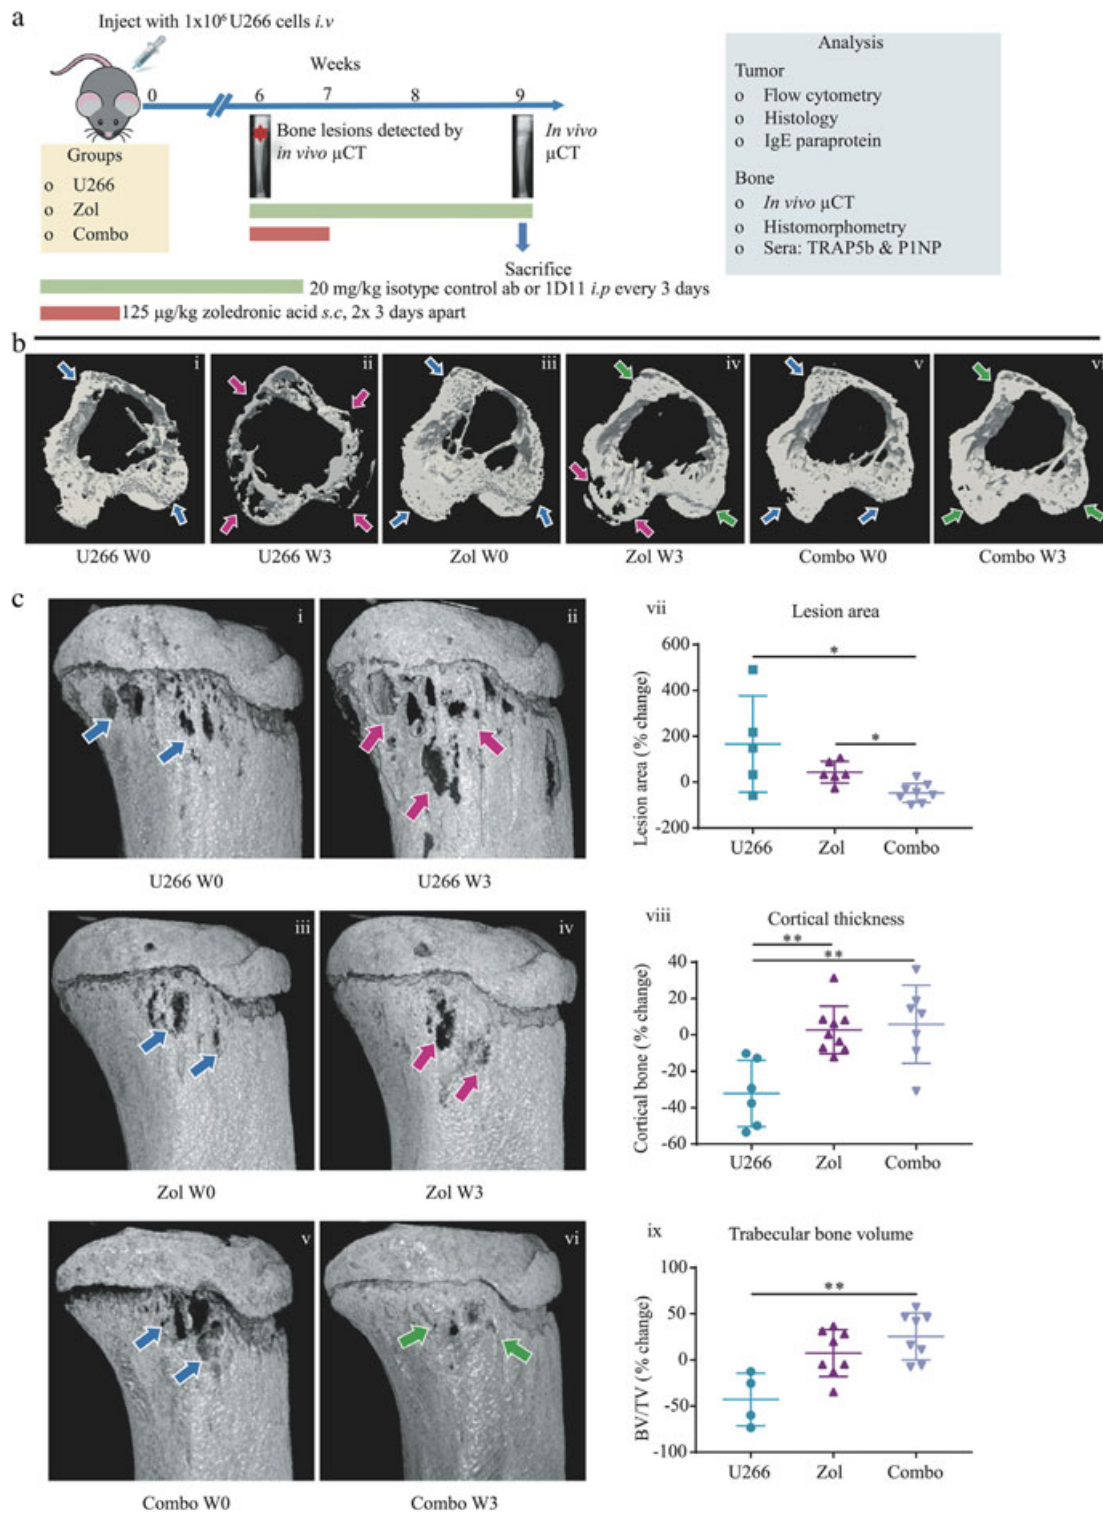 a
Inject with 1x10⁶ U266 cells i.v
Weeks
0 6 7 8 9
Bone lesions detected by
in vivo µCT
In vivo
µCT
Groups
o U266
o Zol
o Combo
Sacrifice
20 mg/kg isotype control ab or 1D11 i.p every 3 days
125 µg/kg zoledronic acid s.c, 2x 3 days apart
Analysis
Tumor
o Flow cytometry
o Histology
o IgE paraprotein
Bone
o In vivo µCT
o Histomorphometry
o Sera: TRAP5b & P1NP
b
i
U266 W0
ii
U266 W3
iii
Zol W0
iv
Zol W3
v
Combo W0
Combo W3
c
i
U266 W0
ii
U266 W3
iii
Zol W0
iv
Zol W3
v
Combo W0
vi
Combo W3
vii
Lesion area
Lesion area (% change)
600
400
200
0
-200
*
*
U266 Zol Combo
viii
Cortical thickness
Cortical bone (% change)
40
20
0
-20
-40
-60
**
**
U266 Zol Combo
ix
Trabecular bone volume
BV/TV (% change)
100
50
0
-50
-100
**
U266 Zol Combo